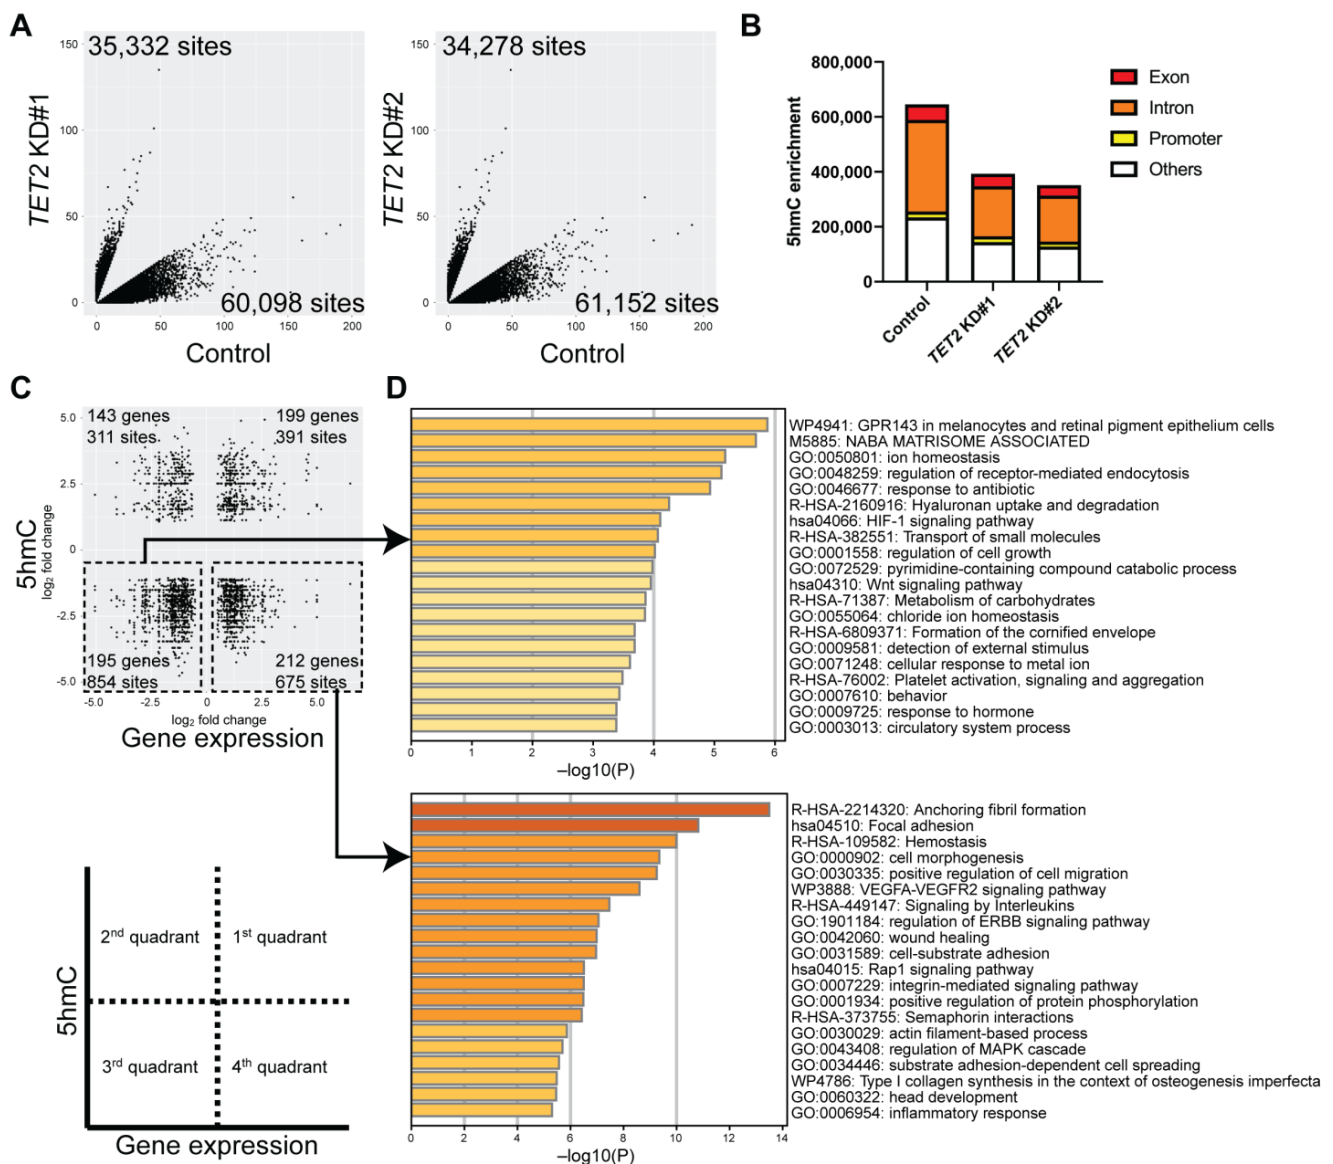 A
35,332 sites
60,098 sites
150
100
50
0
0
50
100
150
200
TET2 KD#1
Control
34,278 sites
61,152 sites
150
100
50
0
0
50
100
150
200
TET2 KD#2
Control
B
800,000
600,000
400,000
200,000
0
5hmC enrichment
Control
TET2 KD#1
TET2 KD#2
Exon
Intron
Promoter
Others
C
143 genes
311 sites
199 genes
391 sites
195 genes
854 sites
212 genes
675 sites
5.0
2.5
0
-2.5
-5.0
5hmC
log2 fold change
-5.0
-2.5
0
2.5
5.0
log2 fold change
Gene expression
2nd quadrant
1st quadrant
3rd quadrant
4th quadrant
5hmC
Gene expression
D
WP4941: GPR143 in melanocytes and retinal pigment epithelium cells
M5885: NABA MATRISOME ASSOCIATED
GO:0050801: ion homeostasis
GO:0048259: regulation of receptor-mediated endocytosis
GO:0046677: response to antibiotic
R-HSA-2160916: Hyaluronan uptake and degradation
hsa04066: HIF-1 signaling pathway
R-HSA-382551: Transport of small molecules
GO:0001558: regulation of cell growth
GO:0072529: pyrimidine-containing compound catabolic process
hsa04310: Wnt signaling pathway
R-HSA-71387: Metabolism of carbohydrates
GO:0055064: chloride ion homeostasis
R-HSA-6809371: Formation of the cornified envelope
GO:0009581: detection of external stimulus
GO:0071248: cellular response to metal ion
R-HSA-76002: Platelet activation, signaling and aggregation
GO:0007610: behavior
GO:0009725: response to hormone
GO:0003013: circulatory system process
0
1
2
3
4
5
6
–log10(P)
R-HSA-2214320: Anchoring fibril formation
hsa04510: Focal adhesion
R-HSA-109582: Hemostasis
GO:0000902: cell morphogenesis
GO:0030335: positive regulation of cell migration
WP3888: VEGFA-VEGFR2 signaling pathway
R-HSA-449147: Signaling by Interleukins
GO:1901184: regulation of ERBB signaling pathway
GO:0042060: wound healing
GO:0031589: cell-substrate adhesion
hsa04015: Rap1 signaling pathway
GO:0007229: integrin-mediated signaling pathway
GO:0001934: positive regulation of protein phosphorylation
R-HSA-373755: Semaphorin interactions
GO:0030029: actin filament-based process
GO:0043408: regulation of MAPK cascade
GO:0034446: substrate adhesion-dependent cell spreading
WP4786: Type I collagen synthesis in the context of osteogenesis imperfecta
GO:0060322: head development
GO:0006954: inflammatory response
0
2
4
6
8
10
12
14
–log10(P)